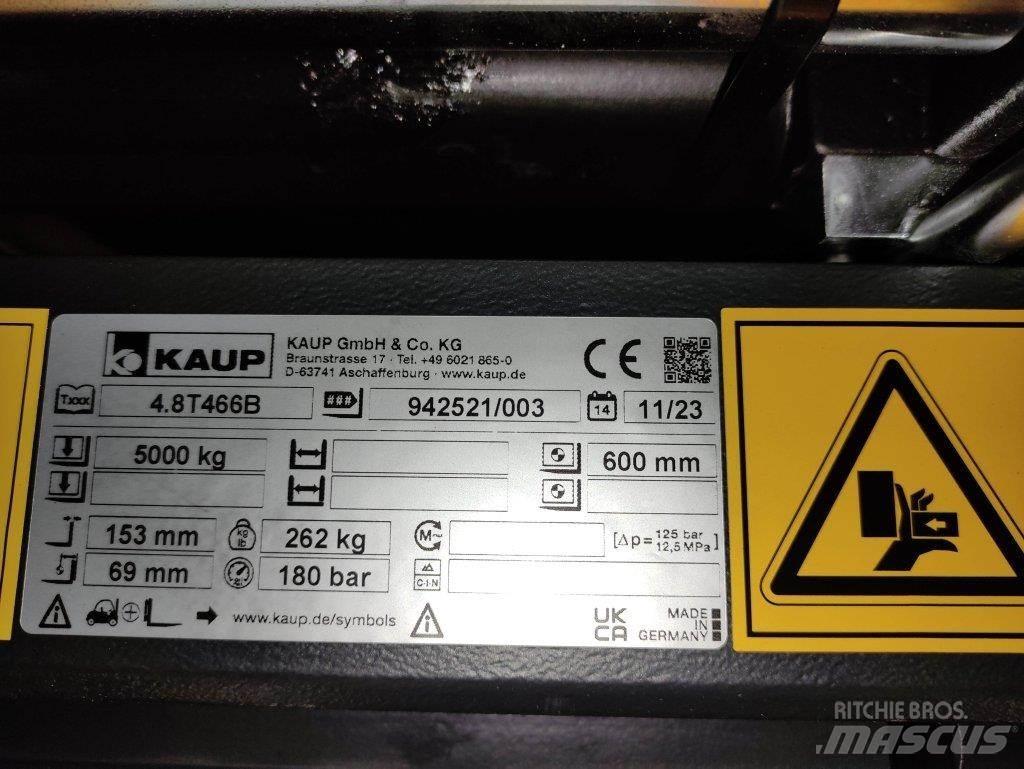 KAUP
KAUP GmbH & Co. KG
Braunstrasse 17 · Tel. +49 6021 865-0
D-63741 Aschaffenburg · www.kaup.de
CE
Txxx 4.8T466B ### 942521/003 14 11/23
5000 kg 600 mm
153 mm kg lb 262 kg M~ [Δp= 125 bar 12,5 MPa]
69 mm 180 bar C-I-N
www.kaup.de/symbols
UK CA
MADE IN GERMANY
RITCHIE BROS.
MASCUS